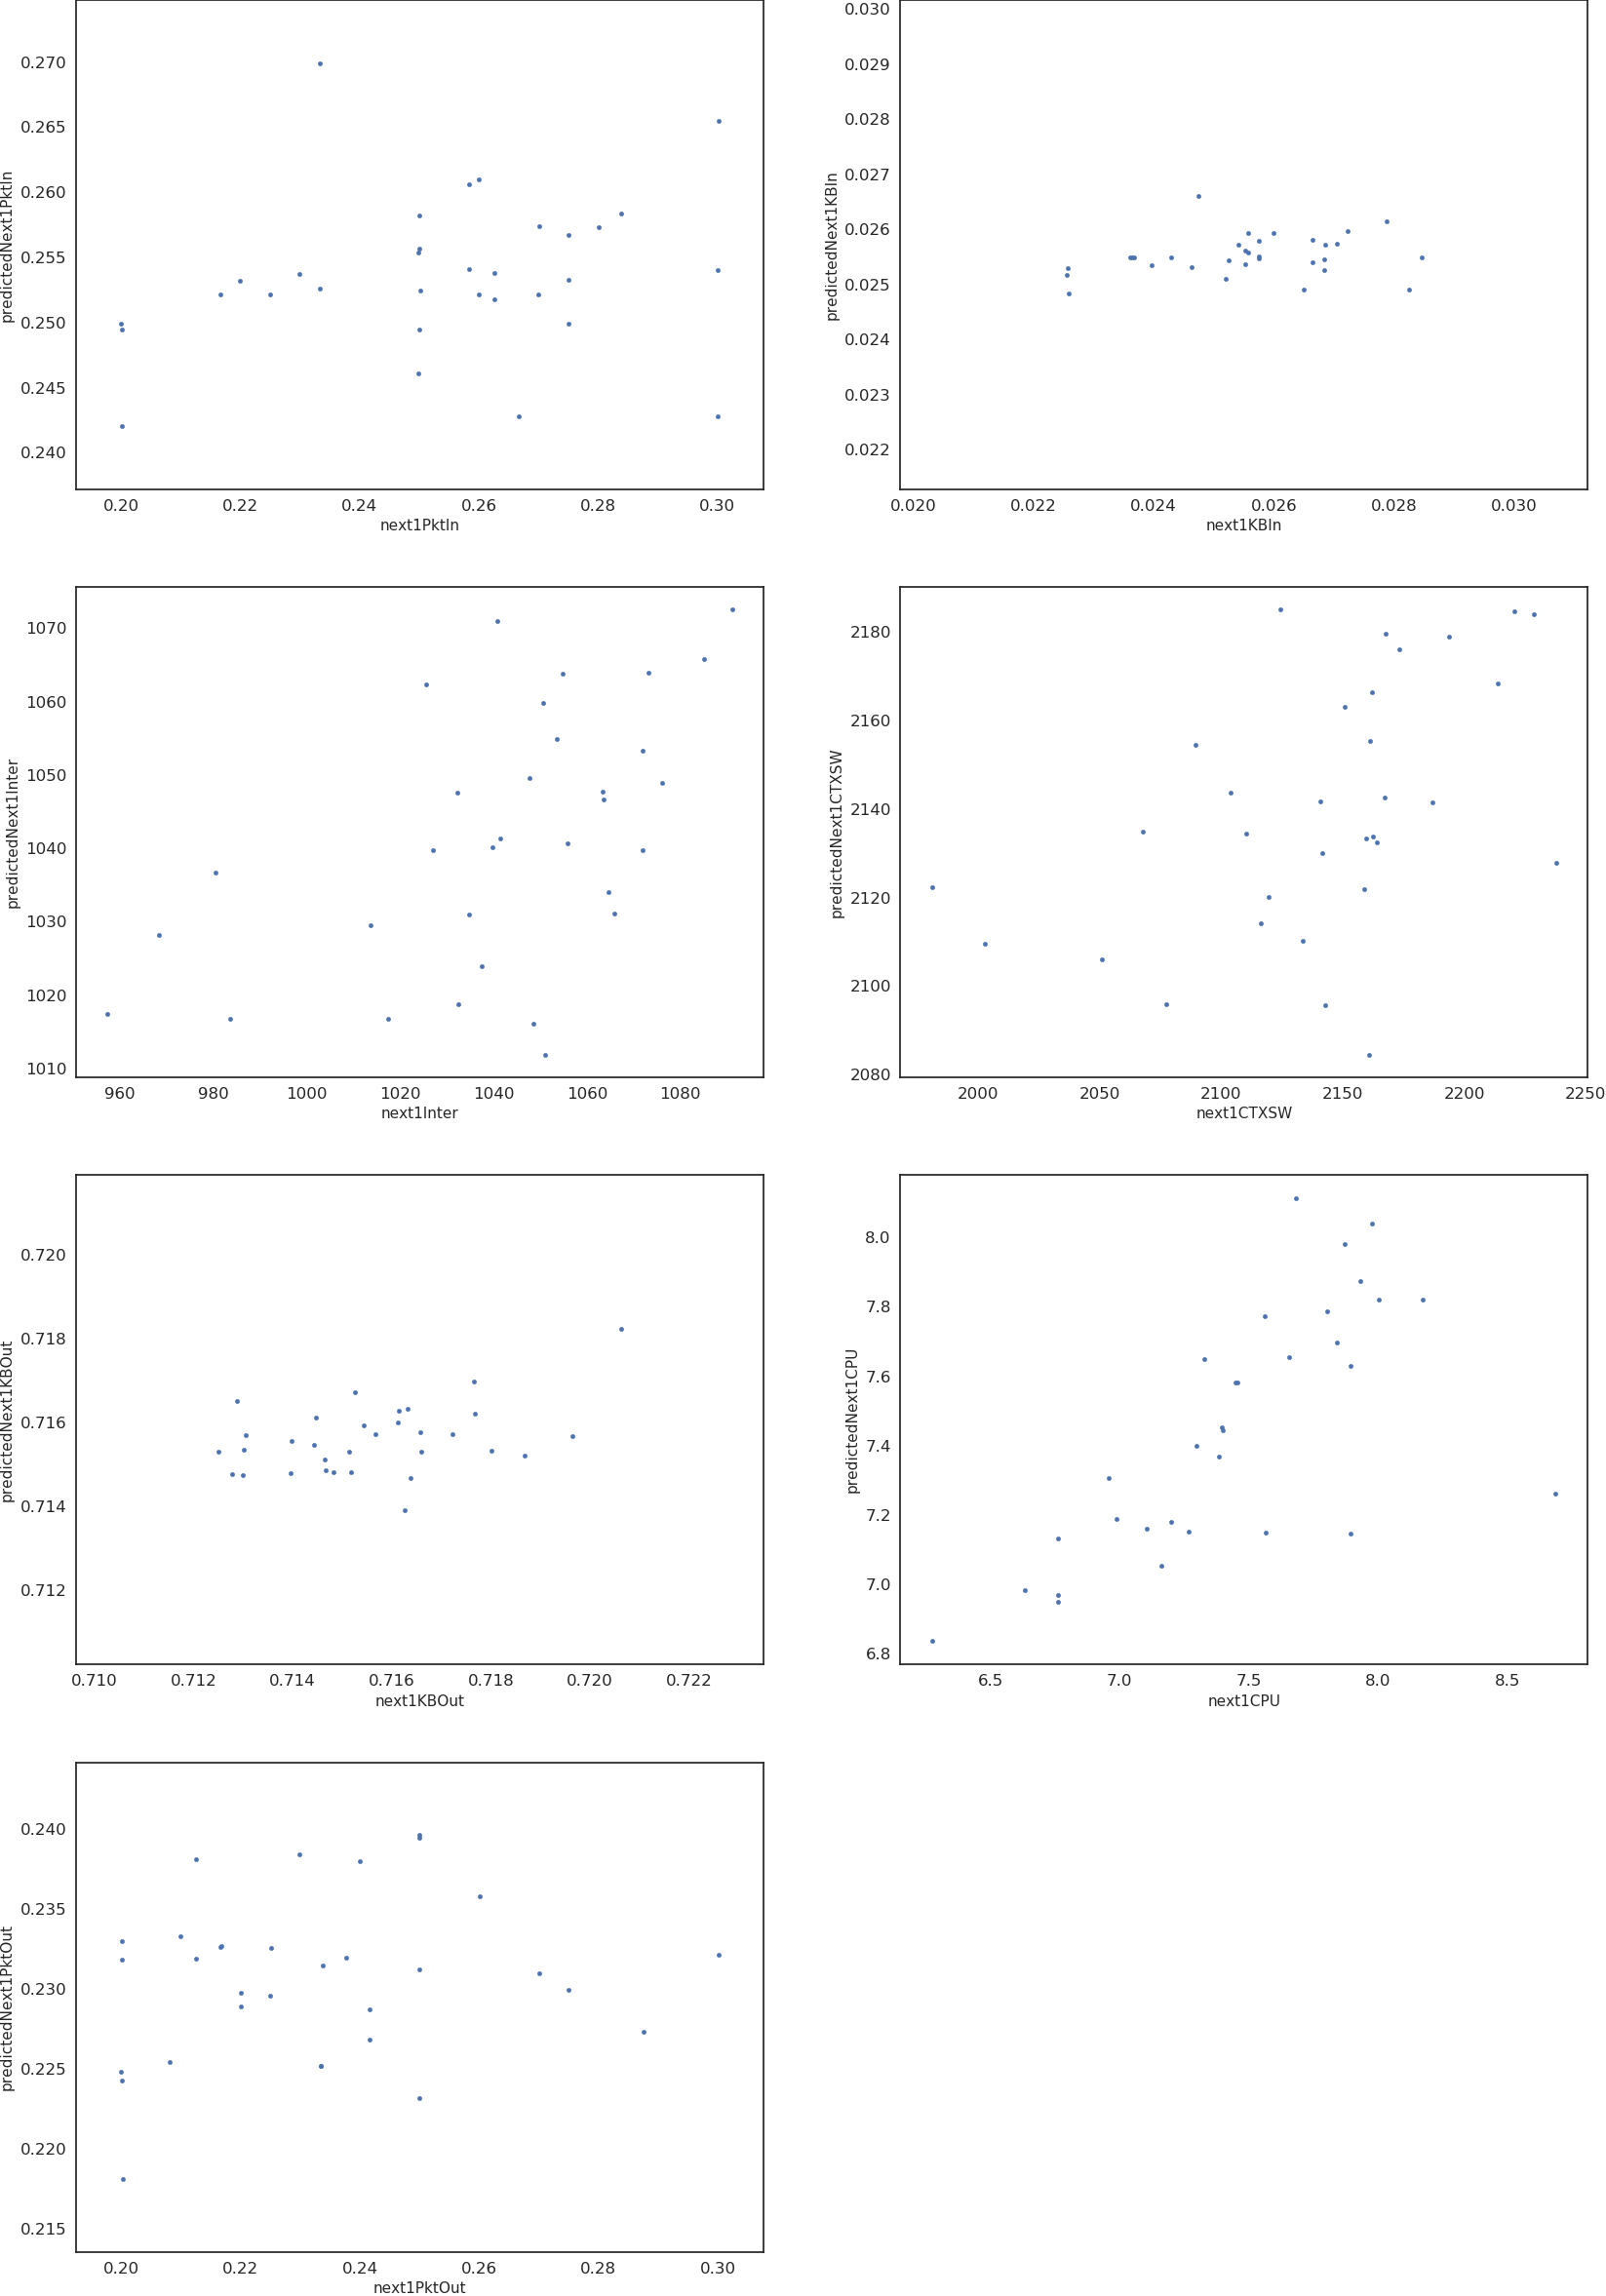 0.270
0.265
0.260
0.255
0.250
0.245
0.240
predictedNext1PktIn
0.20 0.22 0.24 0.26 0.28 0.30
next1PktIn
0.030
0.029
0.028
0.027
0.026
0.025
0.024
0.023
0.022
predictedNext1KBIn
0.020 0.022 0.024 0.026 0.028 0.030
next1KBIn
1070
1060
1050
1040
1030
1020
1010
predictedNext1Inter
960 980 1000 1020 1040 1060 1080
next1Inter
2180
2160
2140
2120
2100
2080
predictedNext1CTXSW
2000 2050 2100 2150 2200 2250
next1CTXSW
0.720
0.718
0.716
0.714
0.712
predictedNext1KBOut
0.710 0.712 0.714 0.716 0.718 0.720 0.722
next1KBOut
8.0
7.8
7.6
7.4
7.2
7.0
6.8
predictedNext1CPU
6.5 7.0 7.5 8.0 8.5
next1CPU
0.240
0.235
0.230
0.225
0.220
0.215
predictedNext1PktOut
0.20 0.22 0.24 0.26 0.28 0.30
next1PktOut